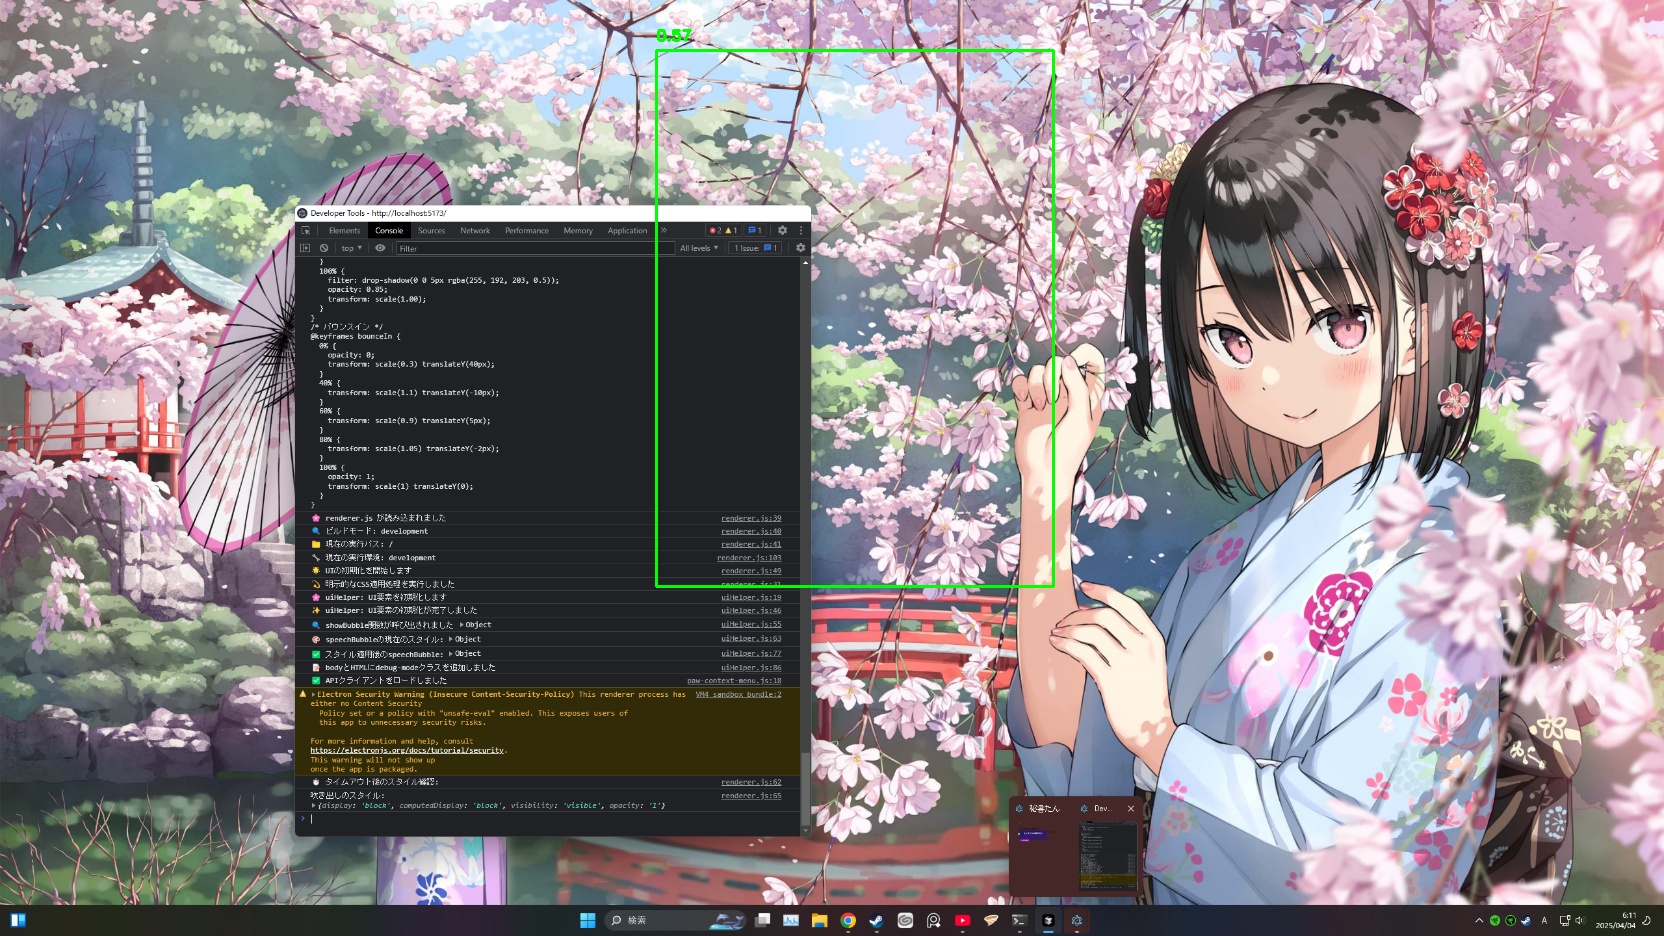 0.57
Developer Tools - http://localhost:5173/
Elements Console Sources Network Performance Memory Application » 2 1 1
top Filter All levels 1 Issue: 1
}
100% {
filter: drop-shadow(0 0 5px rgba(255, 192, 203, 0.5));
opacity: 0.85;
transform: scale(1.00);
}
}
/* バウンスイン */
@keyframes bounceIn {
0% {
opacity: 0;
transform: scale(0.3) translateY(40px);
}
40% {
transform: scale(1.1) translateY(-10px);
}
60% {
transform: scale(0.9) translateY(5px);
}
80% {
transform: scale(1.05) translateY(-2px);
}
100% {
opacity: 1;
transform: scale(1) translateY(0);
}
}
renderer.js が読み込まれました renderer.js:39
ビルドモード: development renderer.js:40
現在の実行パス: / renderer.js:41
現在の実行環境: development renderer.js:103
UIの初期化を開始します renderer.js:49
明示的なCSS適用処理を実行しました renderer.js:31
uiHelper: UI要素を初期化します uiHelper.js:19
uiHelper: UI要素の初期化が完了しました uiHelper.js:46
showBubble関数が呼び出されました Object uiHelper.js:55
speechBubbleの現在のスタイル: Object uiHelper.js:63
スタイル適用後のspeechBubble: Object uiHelper.js:77
bodyとHTMLにdebug-modeクラスを追加しました uiHelper.js:86
APIクライアントをロードしました paw-context-menu.js:18
Electron Security Warning (Insecure Content-Security-Policy) This renderer process has VM4 sandbox_bundle:2
either no Content Security
Policy set or a policy with "unsafe-eval" enabled. This exposes users of
this app to unnecessary security risks.
For more information and help, consult
https://electronjs.org/docs/tutorial/security.
This warning will not show up
once the app is packaged.
タイムアウト後のスタイル確認: renderer.js:62
吹き出しのスタイル: renderer.js:65
{display: 'block', computedDisplay: 'block', visibility: 'visible', opacity: '1'}
秘書たん Dev...
検索
A
6:11
2025/04/04